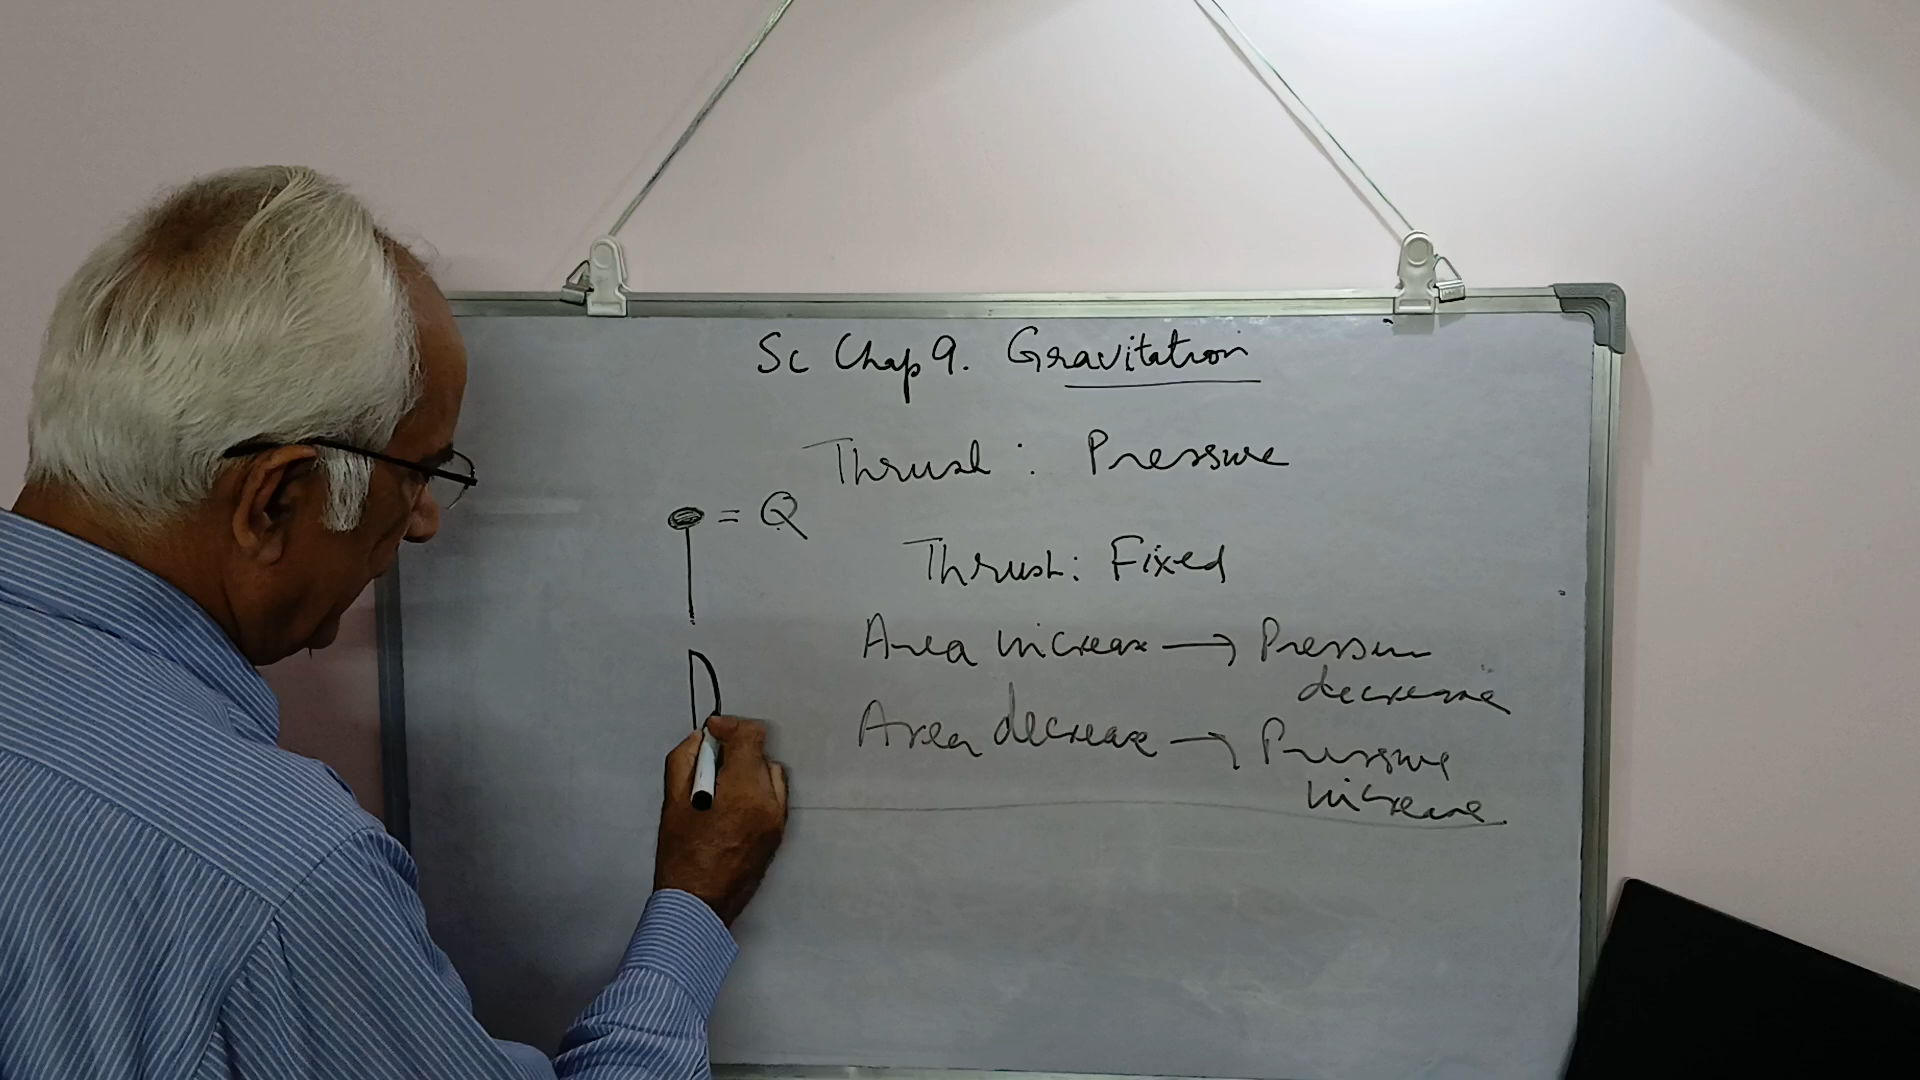 Sc Chap 9. Gravitation
Thrust : Pressure
= Q
Thrust : Fixed
Area increase → Pressure
decrease
Area decrease → Pressure
increase